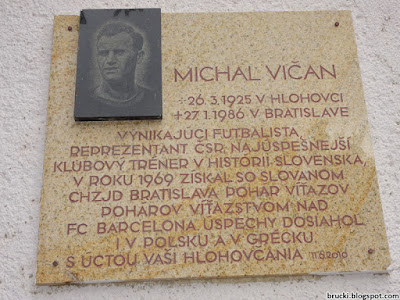 MICHAL VIČAN
+ 26.3.1925 V HLOHOVCI
+ 27.1.1986 V BRATISLAVE
VYNIKAJÚCI FUTBALISTA,
REPREZENTANT ČSR, NAJÚSPEŠNEJŠÍ
KLUBOVÝ TRÉNER V HISTÓRII SLOVENSKA,
V ROKU 1969 ZÍSKAL SO SLOVANOM
CHZJD BRATISLAVA POHÁR VÍŤAZOV
POHÁROV VÍŤAZSTVOM NAD
FC BARCELONA. ÚSPECHY DOSIAHOL
I V POĽSKU A V GRÉCKU.
S ÚCTOU VAŠI HLOHOVČANIA
brucki.blogspot.com